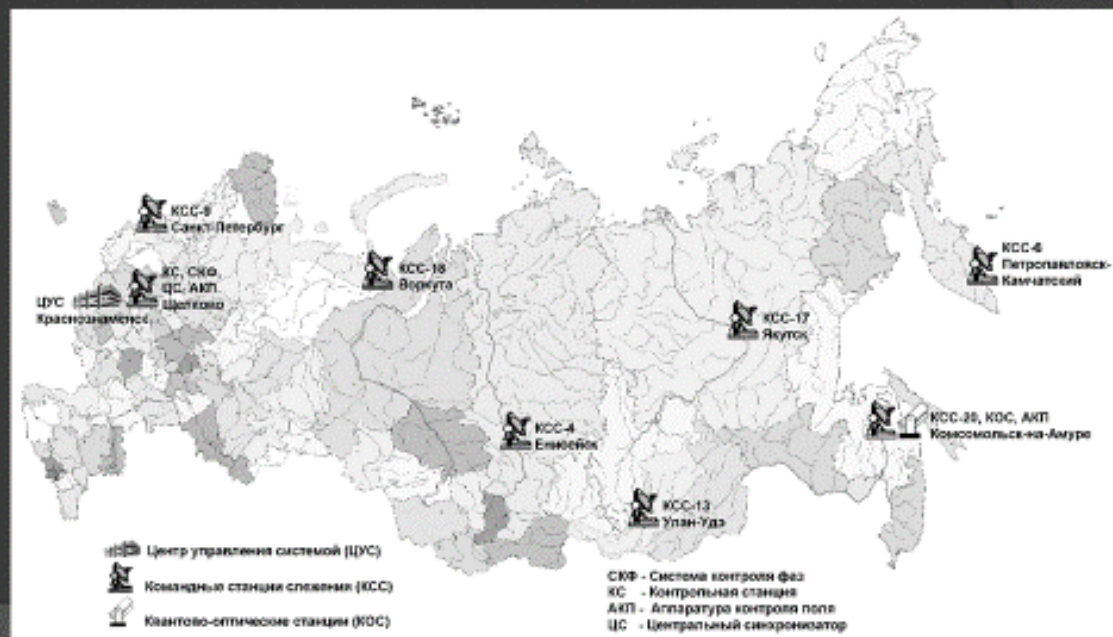 КСС-9
Санкт-Петербург
КС, СКФ,
ЦС, АКП
Щелково
ЦУС
Краснознаменск
КСС-18
Воркута
КСС-6
Петропавловск-
Камчатский
КСС-17
Якутск
КСС-20, КОС, АКП
Комсомольск-на-Амуре
КСС-4
Енисейск
КСС-13
Улан-Удэ
Центр управления системой (ЦУС)
Командные станции слежения (КСС)
Квантово-оптические станции (КОС)
СКФ - Система контроля фаз
КС - Контрольная станция
АКП - Аппаратура контроля поля
ЦС - Центральный синхронизатор